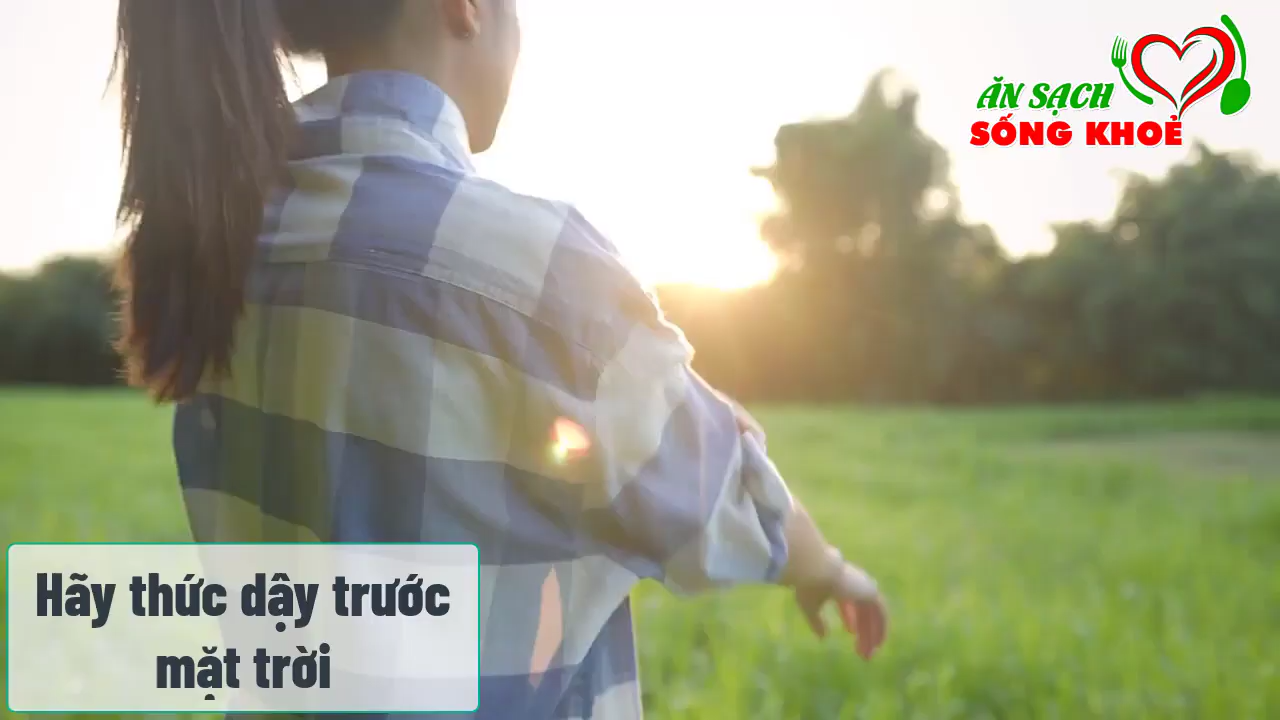 ĂN SẠCH
SỐNG KHOẺ
Hãy thức dậy trước
mặt trời